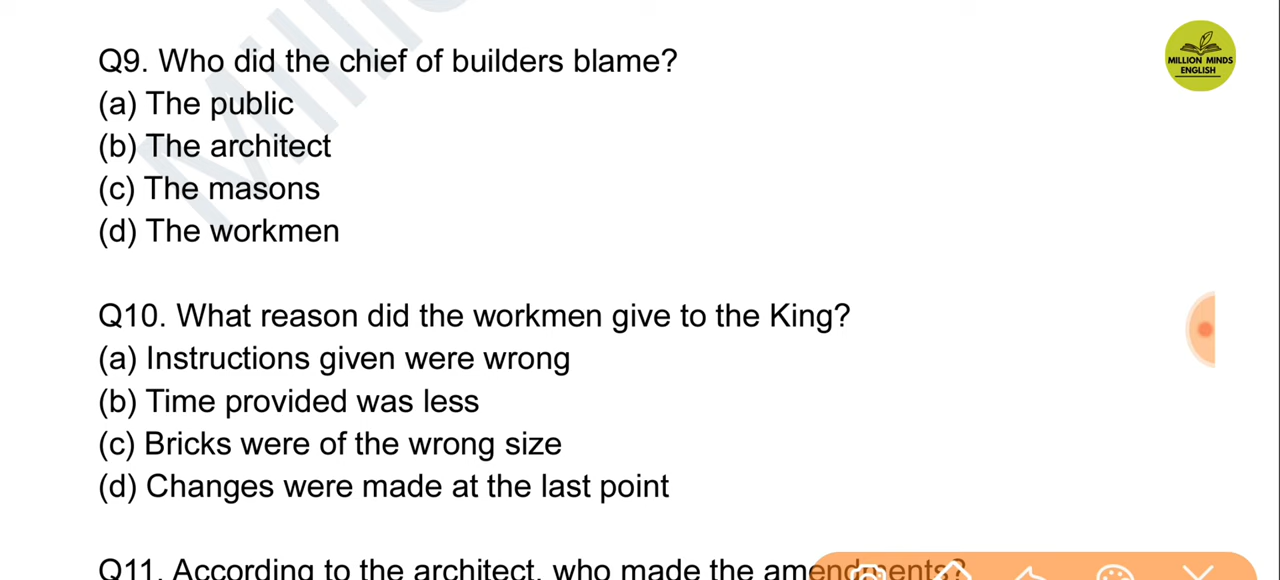 MILLION MINDS
ENGLISH
Q9. Who did the chief of builders blame?
(a) The public
(b) The architect
(c) The masons
(d) The workmen
Q10. What reason did the workmen give to the King?
(a) Instructions given were wrong
(b) Time provided was less
(c) Bricks were of the wrong size
(d) Changes were made at the last point
Q11. According to the architect, who made the amendments?